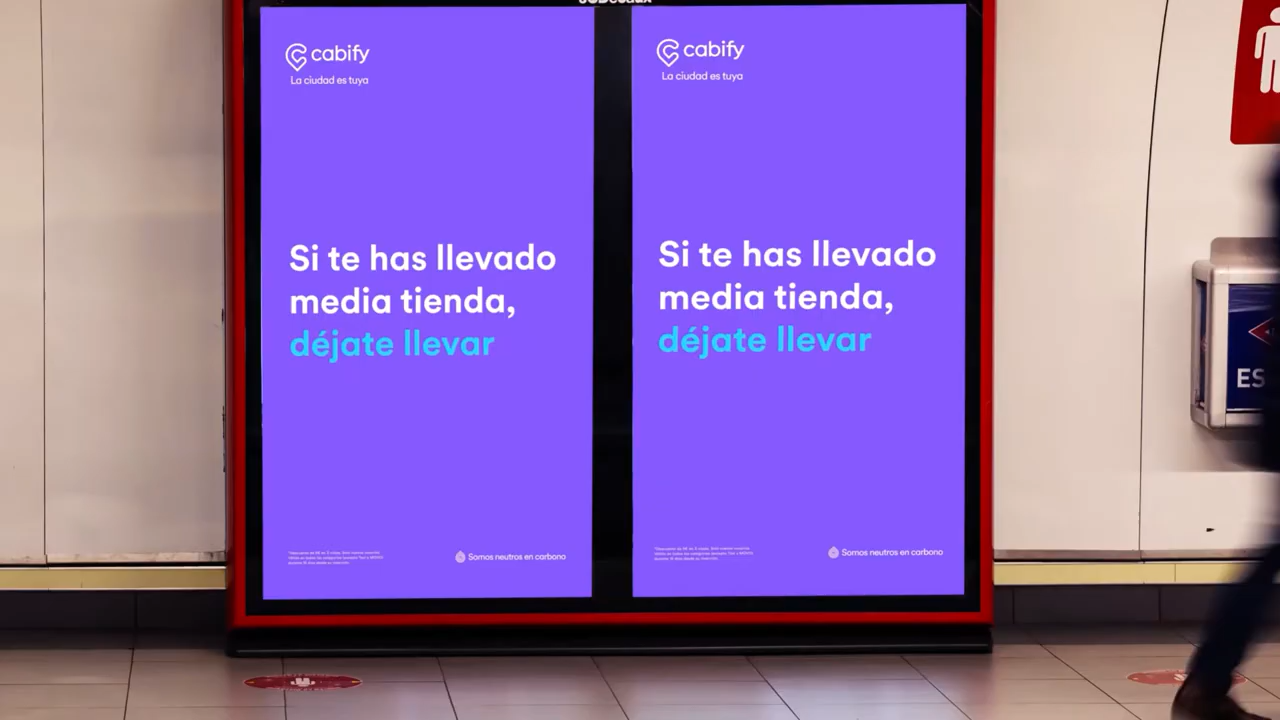 JCDecaux
cabify
La ciudad es tuya
Si te has llevado
media tienda,
déjate llevar
Somos neutros en carbono
cabify
La ciudad es tuya
Si te has llevado
media tienda,
déjate llevar
Somos neutros en carbono
ES